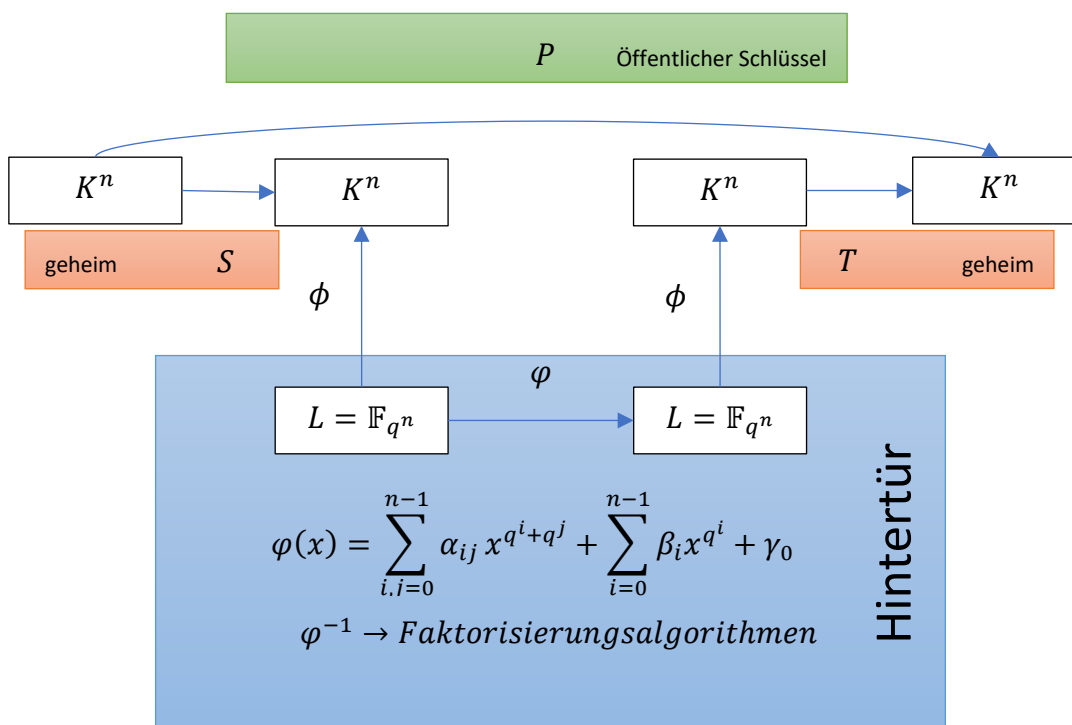 P Öffentlicher Schlüssel
K^n K^n K^n K^n
geheim S T geheim
ϕ ϕ
φ
L = 𝔽_{q^n} L = 𝔽_{q^n}
φ(x) = ∑_{i,j=0}^{n−1} α_{ij} x^{q^i+q^j} + ∑_{i=0}^{n−1} β_i x^{q^i} + γ_0
φ^{−1} → Faktorisierungsalgorithmen
Hintertür